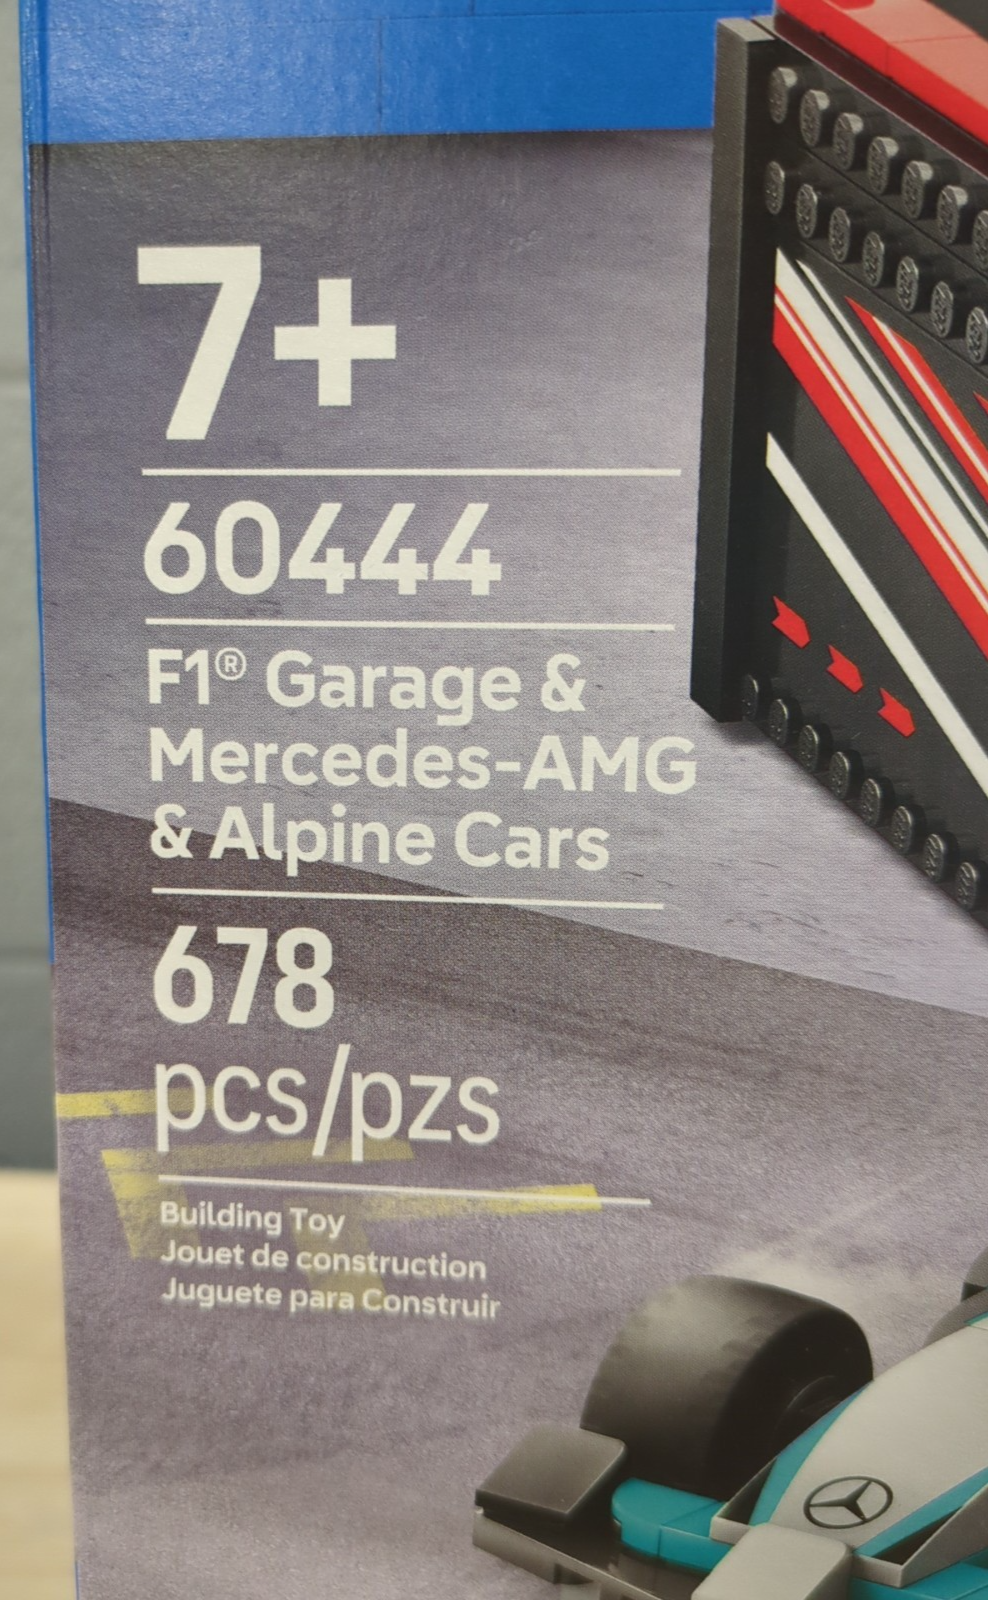 7+
60444
F1® Garage &
Mercedes-AMG
& Alpine Cars
678
pcs/pzs
Building Toy
Jouet de construction
Juguete para Construir